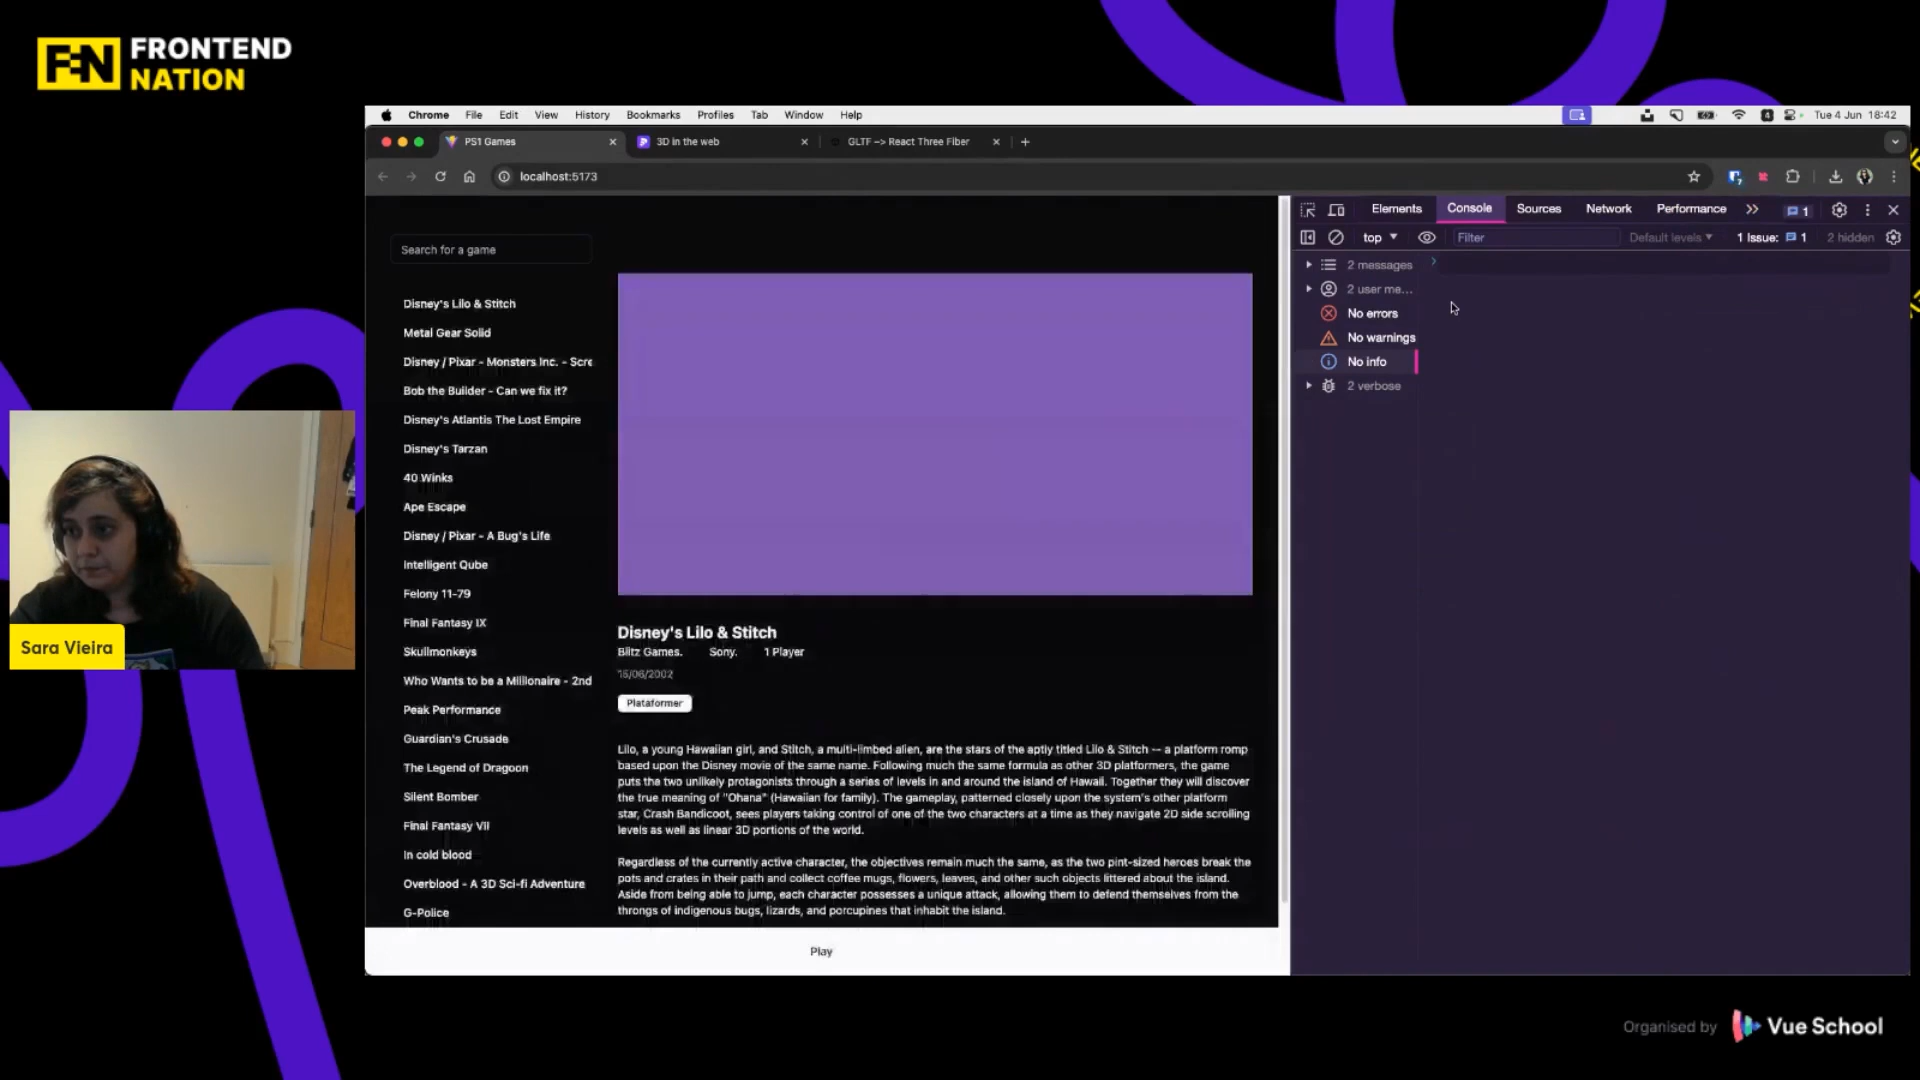 FRONTEND
NATION
Chrome File Edit View History Bookmarks Profiles Tab Window Help
Tue 4 Jun 18:42
PS1 Games
3D in the web
GLTF -> React Three Fiber
localhost:5173
Search for a game
Disney's Lilo & Stitch
Metal Gear Solid
Disney / Pixar - Monsters Inc. - Scre
Bob the Builder - Can we fix it?
Disney's Atlantis The Lost Empire
Disney's Tarzan
40 Winks
Ape Escape
Disney / Pixar - A Bug's Life
Intelligent Qube
Felony 11-79
Final Fantasy IX
Skullmonkeys
Who Wants to be a Millionaire - 2nd
Peak Performance
Guardian's Crusade
The Legend of Dragoon
Silent Bomber
Final Fantasy VII
In cold blood
Overblood - A 3D Sci-fi Adventure
G-Police
Disney's Lilo & Stitch
Blitz Games. Sony. 1 Player
15/06/2002
Plataformer
Lilo, a young Hawaiian girl, and Stitch, a multi-limbed alien, are the stars of the aptly titled Lilo & Stitch -- a platform romp
based upon the Disney movie of the same name. Following much the same formula as other 3D platformers, the game
puts the two unlikely protagonists through a series of levels in and around the island of Hawaii. Together they will discover
the true meaning of "Ohana" (Hawaiian for family). The gameplay, patterned closely upon the system's other platform
star, Crash Bandicoot, sees players taking control of one of the two characters at a time as they navigate 2D side scrolling
levels as well as linear 3D portions of the world.
Regardless of the currently active character, the objectives remain much the same, as the two pint-sized heroes break the
pots and crates in their path and collect coffee mugs, flowers, leaves, and other such objects littered about the island.
Aside from being able to jump, each character possesses a unique attack, allowing them to defend themselves from the
throngs of indigenous bugs, lizards, and porcupines that inhabit the island.
Play
Elements Console Sources Network Performance 1
top Filter Default levels 1 Issue: 1 2 hidden
2 messages
2 user me...
No errors
No warnings
No info
2 verbose
Sara Vieira
Organised by Vue School